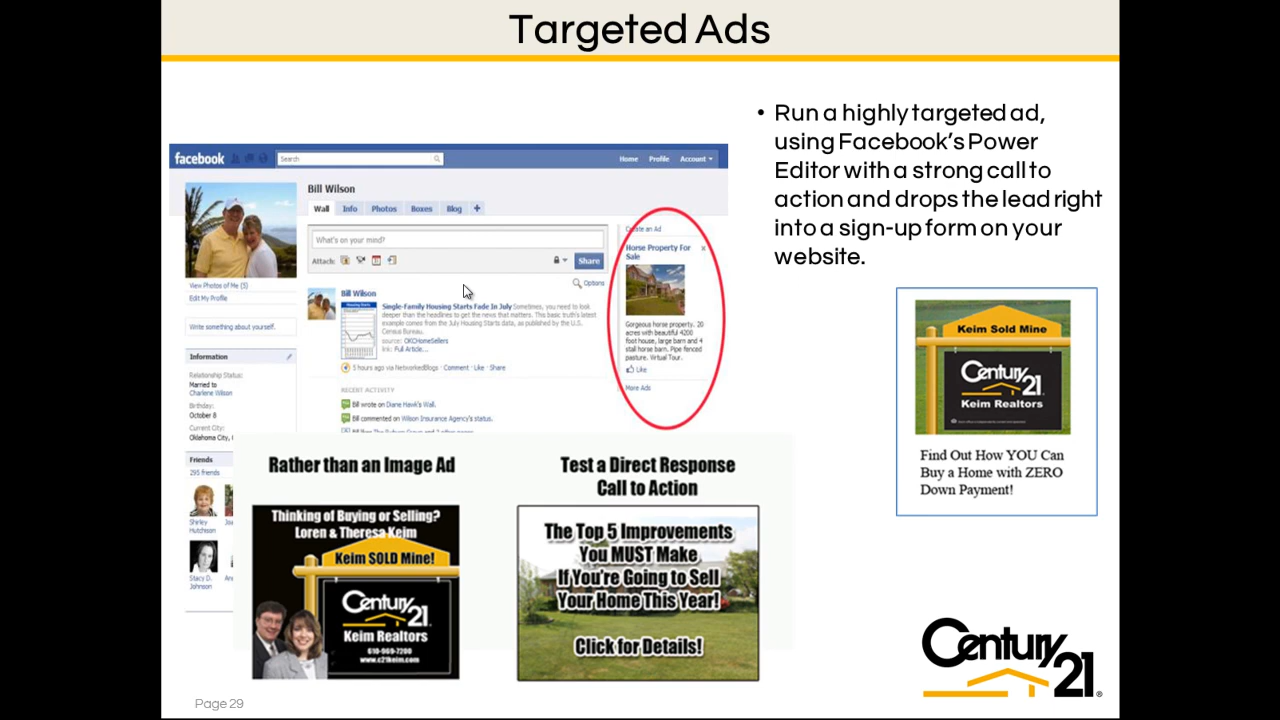 Targeted Ads
• Run a highly targeted ad,
using Facebook's Power
Editor with a strong call to
action and drops the lead right
into a sign-up form on your
website.
facebook
Search
Home Profile Account
Bill Wilson
Wall Info Photos Boxes Blog +
What's on your mind?
Attach:
Share
Options
View Photos of Me (5)
Edit My Profile
Write something about yourself.
Information
Relationship Status:
Married to
Charlene Wilson
Birthday:
October 8
Current City:
Oklahoma City,
Friends
295 friends
Shirley
Hutchison
Stacy D.
Johnson
Bill Wilson
Single-Family Housing Starts Fade In July Sometimes, you need to look
deeper than the headlines to get the news that matters. This basic truth's latest
example comes from the July Housing Starts data, as published by the U.S.
Census Bureau.
source: OKCHomeSellers
link: Full Article...
5 hours ago via NetworkedBlogs · Comment · Like · Share
RECENT ACTIVITY
Bill wrote on Diane Hawk's Wall.
Bill commented on Wilson Insurance Agency's status.
Create an Ad
Horse Property For
Sale
Gorgeous horse property. 20
acres with beautiful 4200
foot house, large barn and 4
stall horse barn. Pipe fenced
pasture. Virtual Tour.
Like
More Ads
Rather than an Image Ad
Thinking of Buying or Selling?
Loren & Theresa Keim
Keim SOLD Mine!
Century 21
Keim Realtors
610-969-7200
www.c21keim.com
Test a Direct Response
Call to Action
The Top 5 Improvements
You MUST Make
If You're Going to Sell
Your Home This Year!
Click for Details!
Keim Sold Mine
Century 21
Keim Realtors
Find Out How YOU Can
Buy a Home with ZERO
Down Payment!
Century 21®
Page 29